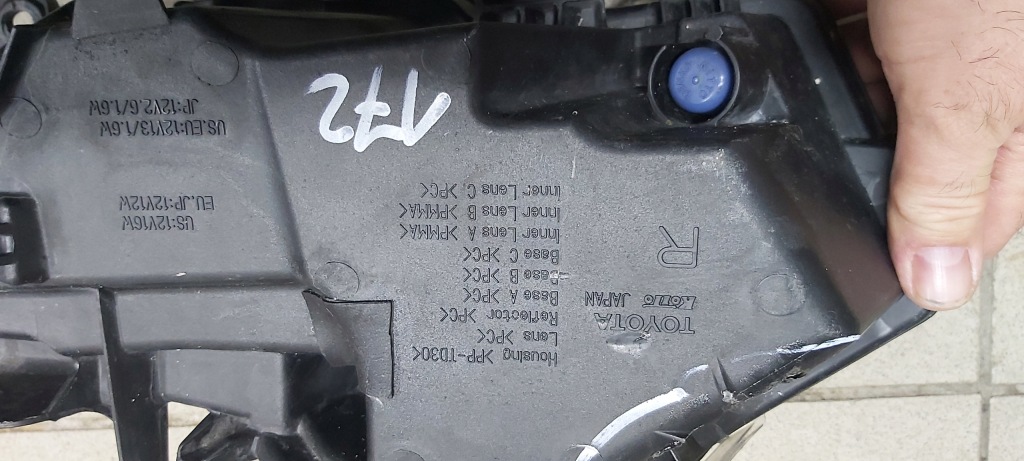 TOYOTA
KOITO JAPAN
R
Housing >PP-TD30<
Lens >PC<
Reflector >PC<
Base A >PC<
Base B >PC<
Base C >PC<
Inner Lens A >PMMA<
Inner Lens B >PMMA<
Inner Lens C >PC<
172
US:12V16W
EU,JP:12V12W
US,EU:12V13/1.6W
JP:12V2.6/1.6W